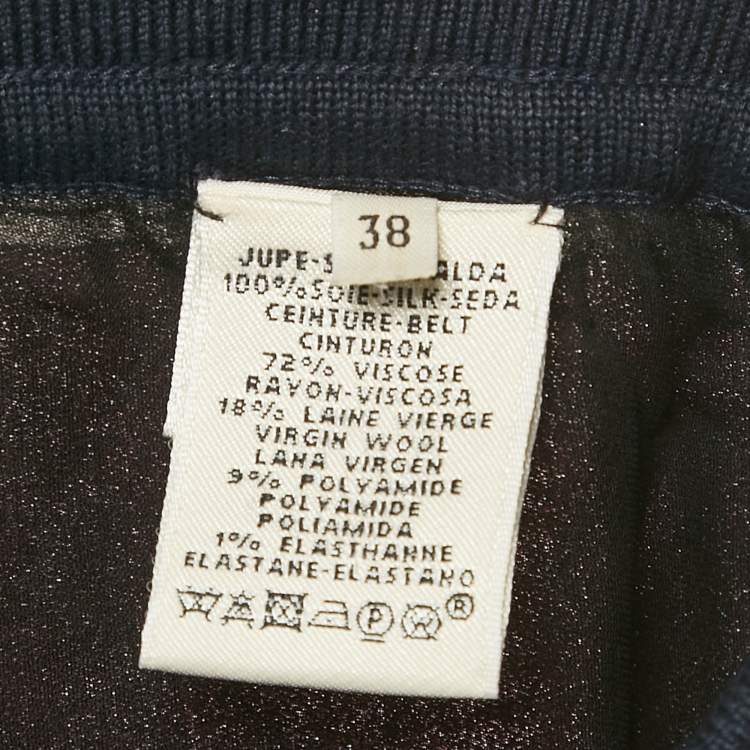 38
JUPE-S ALDA
100%SOIE-SILK-SEDA
CEINTURE-BELT
CINTURON
72% VISCOSE
RAYON-VISCOSA
18% LAINE VIERGE
VIRGIN WOOL
LANA VIRGEN
9% POLYAMIDE
POLYAMIDE
POLIAMIDA
1% ELASTHANNE
ELASTANE-ELASTANO
P W ®